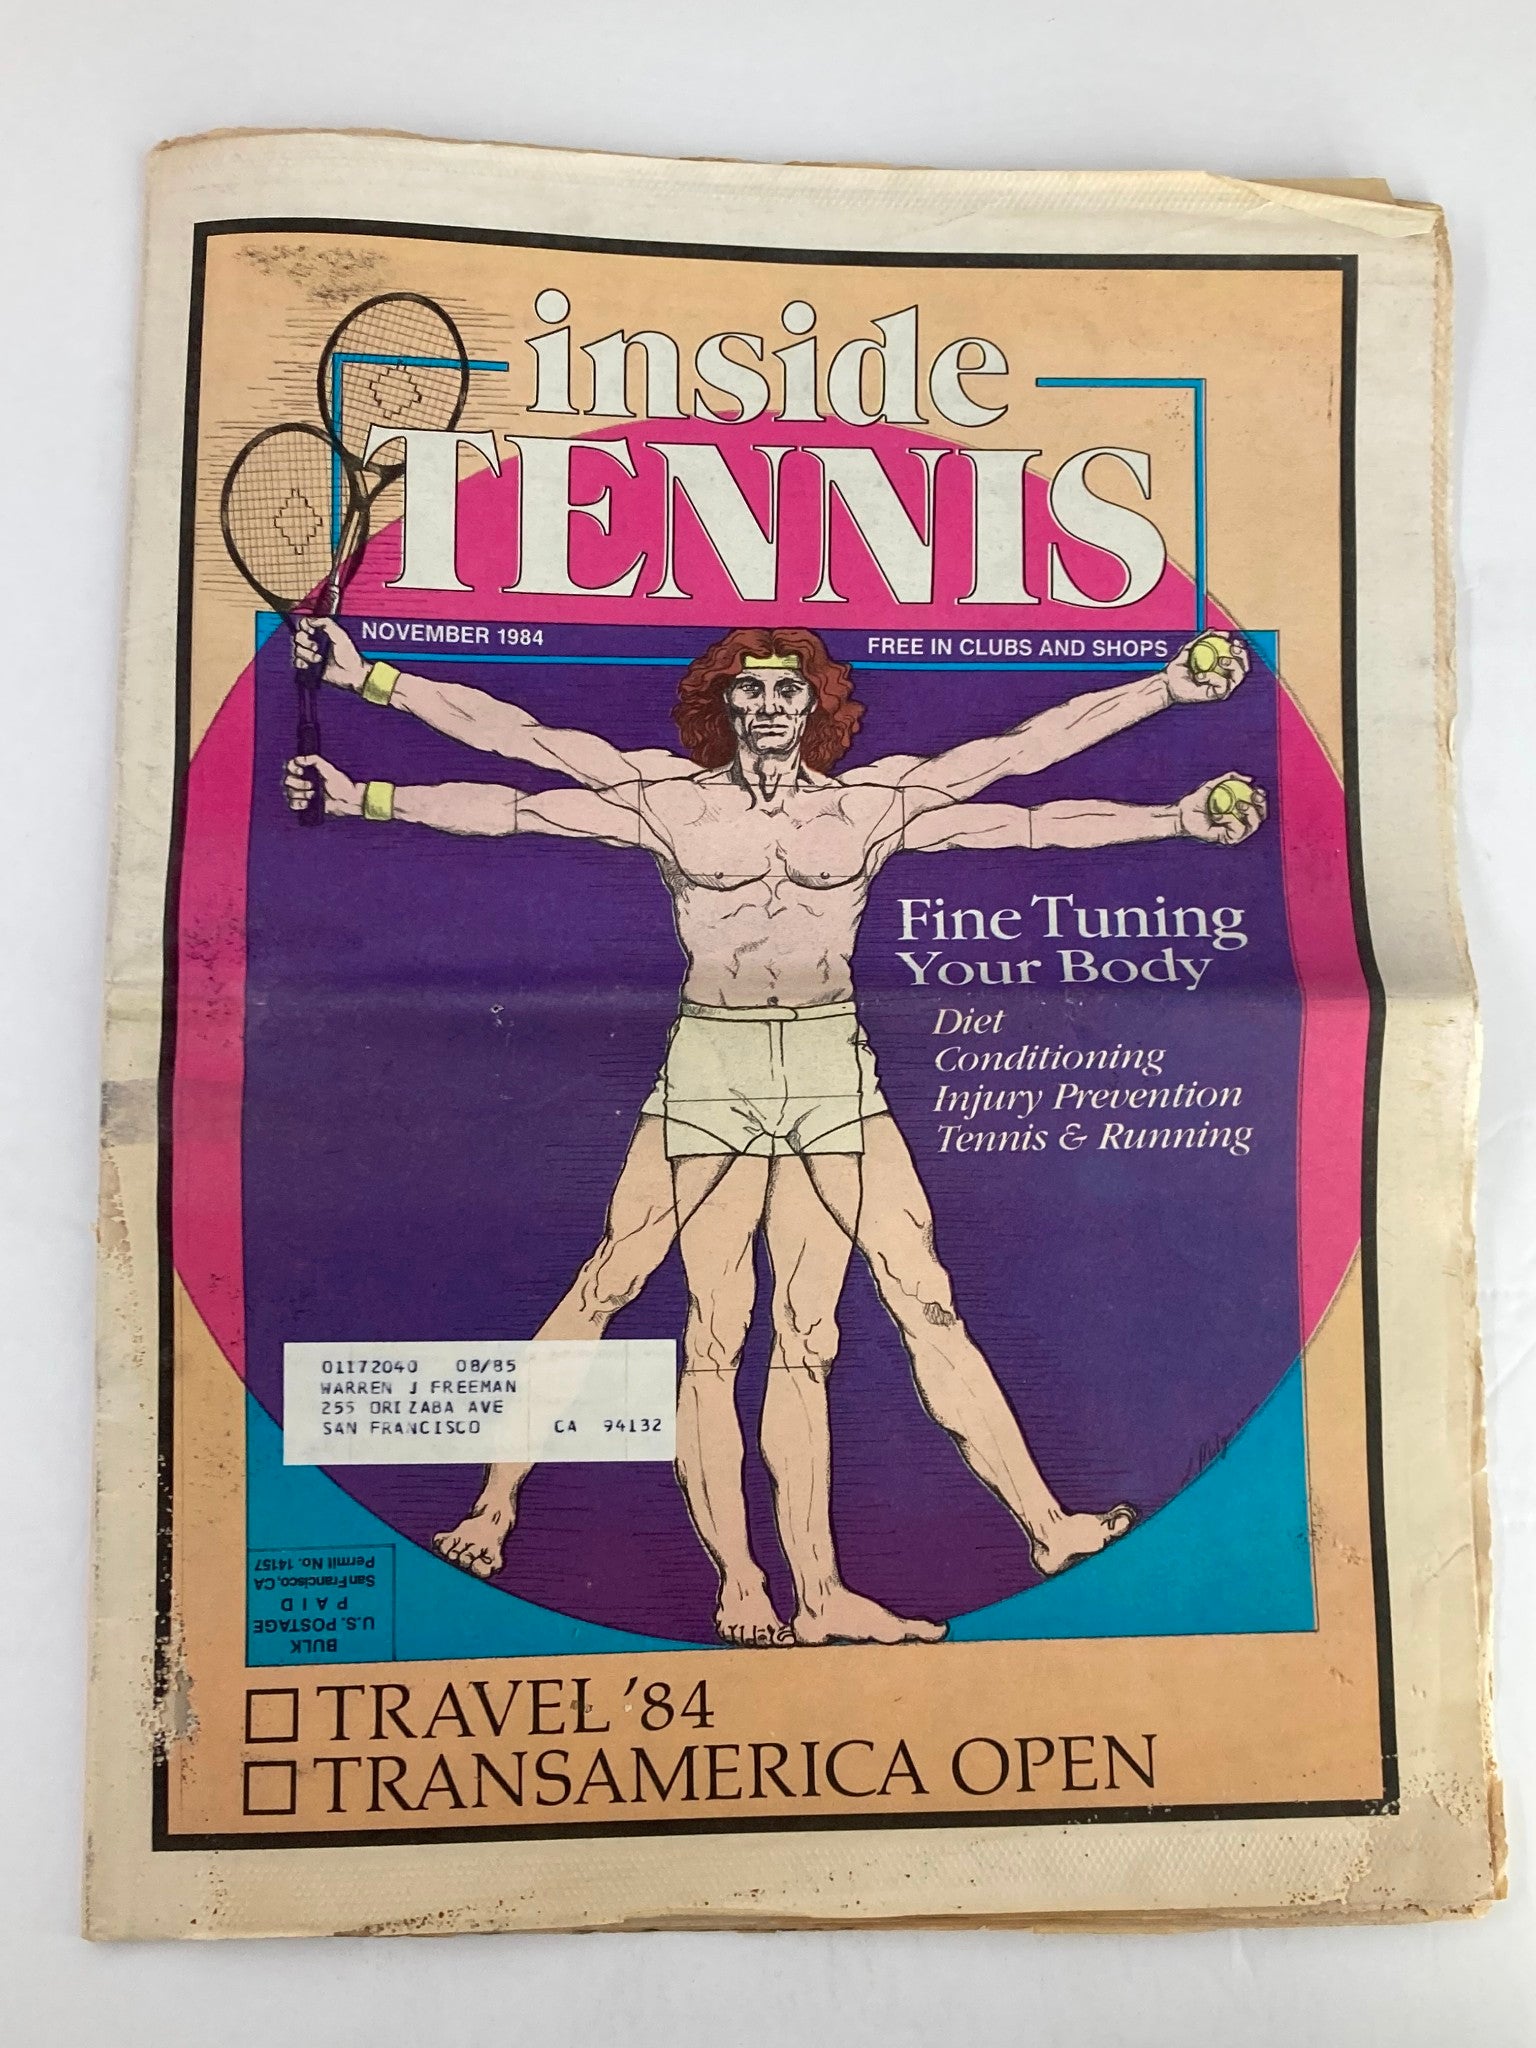 inside
TENNIS
NOVEMBER 1984
FREE IN CLUBS AND SHOPS
Fine Tuning
Your Body
Diet
Conditioning
Injury Prevention
Tennis & Running
01172040 08/85
WARREN J FREEMAN
255 ORIZABA AVE
SAN FRANCISCO CA 94132
BULK
U.S. POSTAGE
PAID
San Francisco, CA
Permit No. 14157
TRAVEL '84
TRANSAMERICA OPEN